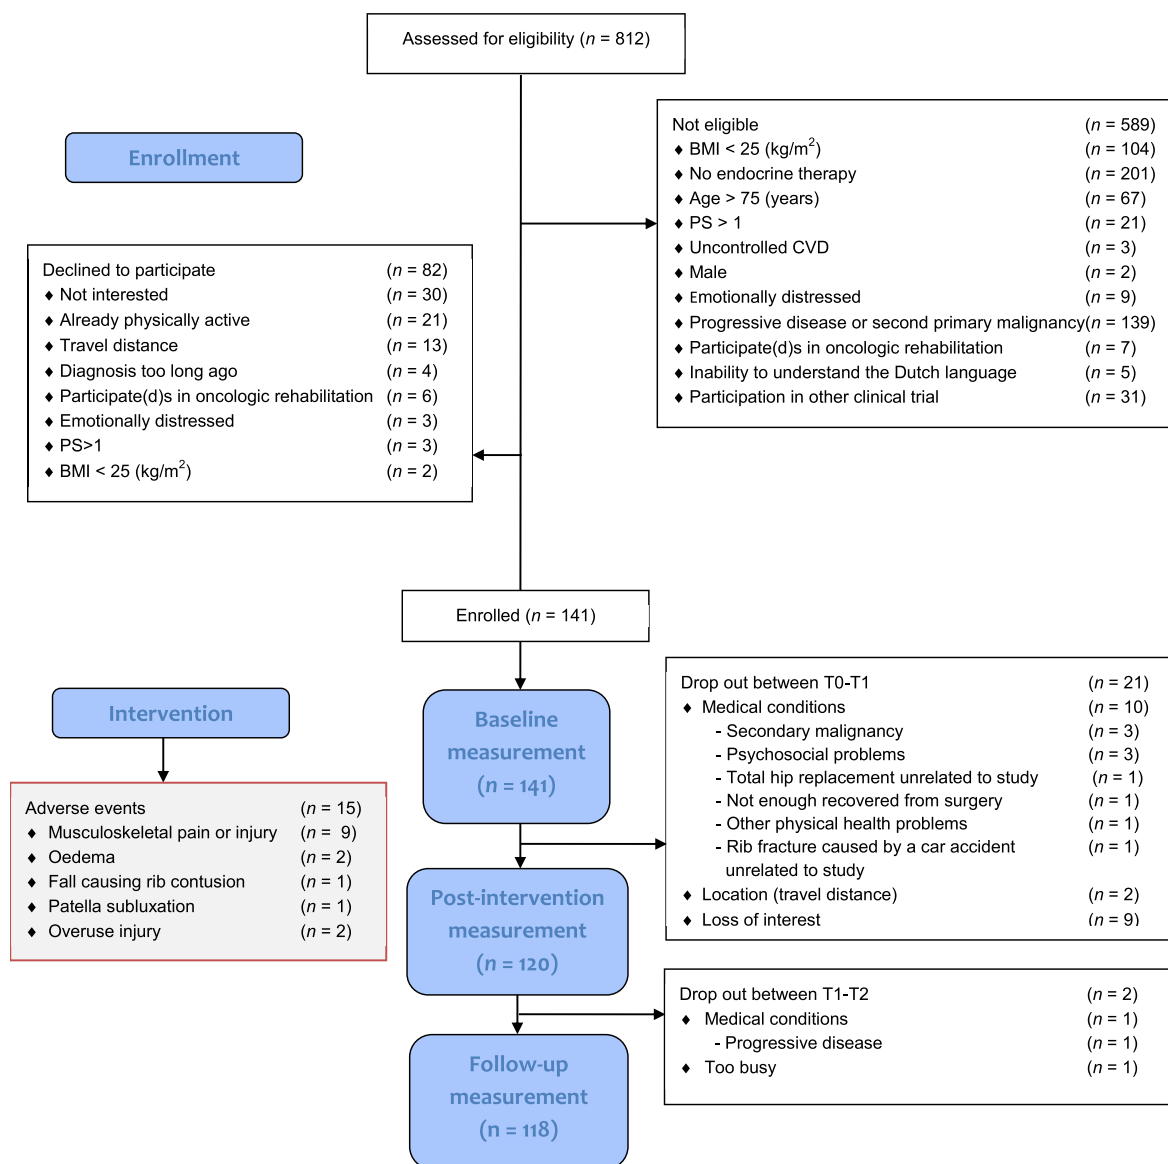 Assessed for eligibility (n = 812)
Enrollment
Not eligible (n = 589)
♦ BMI < 25 (kg/m²) (n = 104)
♦ No endocrine therapy (n = 201)
♦ Age > 75 (years) (n = 67)
♦ PS > 1 (n = 21)
♦ Uncontrolled CVD (n = 3)
♦ Male (n = 2)
♦ Emotionally distressed (n = 9)
♦ Progressive disease or second primary malignancy(n = 139)
♦ Participate(d)s in oncologic rehabilitation (n = 7)
♦ Inability to understand the Dutch language (n = 5)
♦ Participation in other clinical trial (n = 31)
Declined to participate (n = 82)
♦ Not interested (n = 30)
♦ Already physically active (n = 21)
♦ Travel distance (n = 13)
♦ Diagnosis too long ago (n = 4)
♦ Participate(d)s in oncologic rehabilitation (n = 6)
♦ Emotionally distressed (n = 3)
♦ PS>1 (n = 3)
♦ BMI < 25 (kg/m²) (n = 2)
Enrolled (n = 141)
Intervention
Baseline
measurement
(n = 141)
Drop out between T0-T1 (n = 21)
♦ Medical conditions (n = 10)
- Secondary malignancy (n = 3)
- Psychosocial problems (n = 3)
- Total hip replacement unrelated to study (n = 1)
- Not enough recovered from surgery (n = 1)
- Other physical health problems (n = 1)
- Rib fracture caused by a car accident (n = 1)
unrelated to study
♦ Location (travel distance) (n = 2)
♦ Loss of interest (n = 9)
Adverse events (n = 15)
♦ Musculoskeletal pain or injury (n = 9)
♦ Oedema (n = 2)
♦ Fall causing rib contusion (n = 1)
♦ Patella subluxation (n = 1)
♦ Overuse injury (n = 2)
Post-intervention
measurement
(n = 120)
Drop out between T1-T2 (n = 2)
♦ Medical conditions (n = 1)
- Progressive disease (n = 1)
♦ Too busy (n = 1)
Follow-up
measurement
(n = 118)